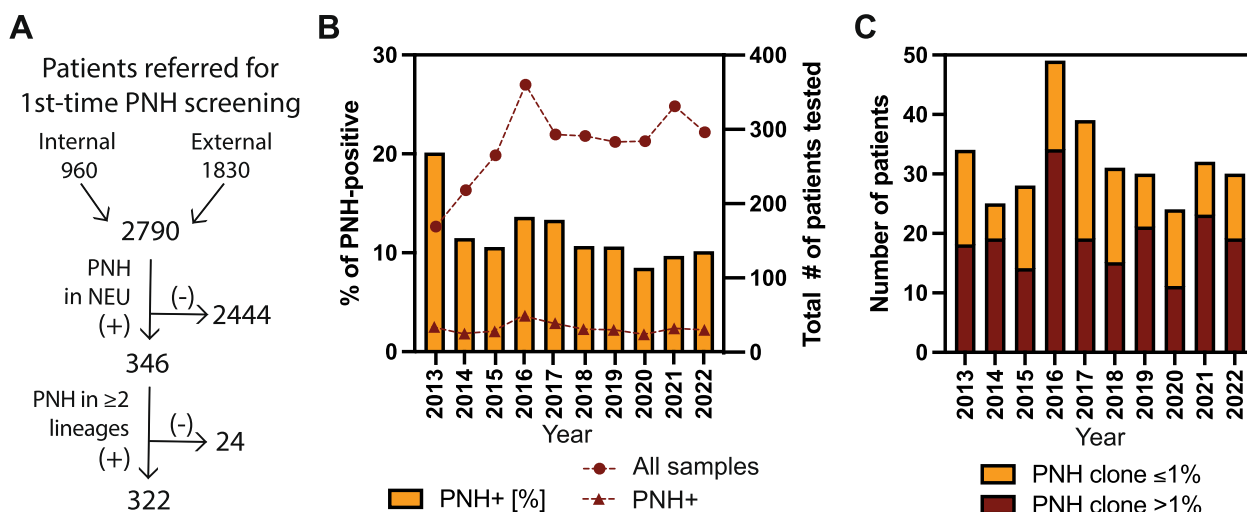 A
Patients referred for
1st-time PNH screening
Internal
External
960
1830
2790
PNH
in NEU
(+)
(-)
2444
346
PNH in ≥2
lineages
(+)
(-)
24
322
B
% of PNH-positive
30
20
10
0
400
300
200
100
0
Total # of patients tested
2013
2014
2015
2016
2017
2018
2019
2020
2021
2022
Year
PNH+ [%]
All samples
PNH+
C
Number of patients
50
40
30
20
10
0
2013
2014
2015
2016
2017
2018
2019
2020
2021
2022
Year
PNH clone ≤1%
PNH clone >1%